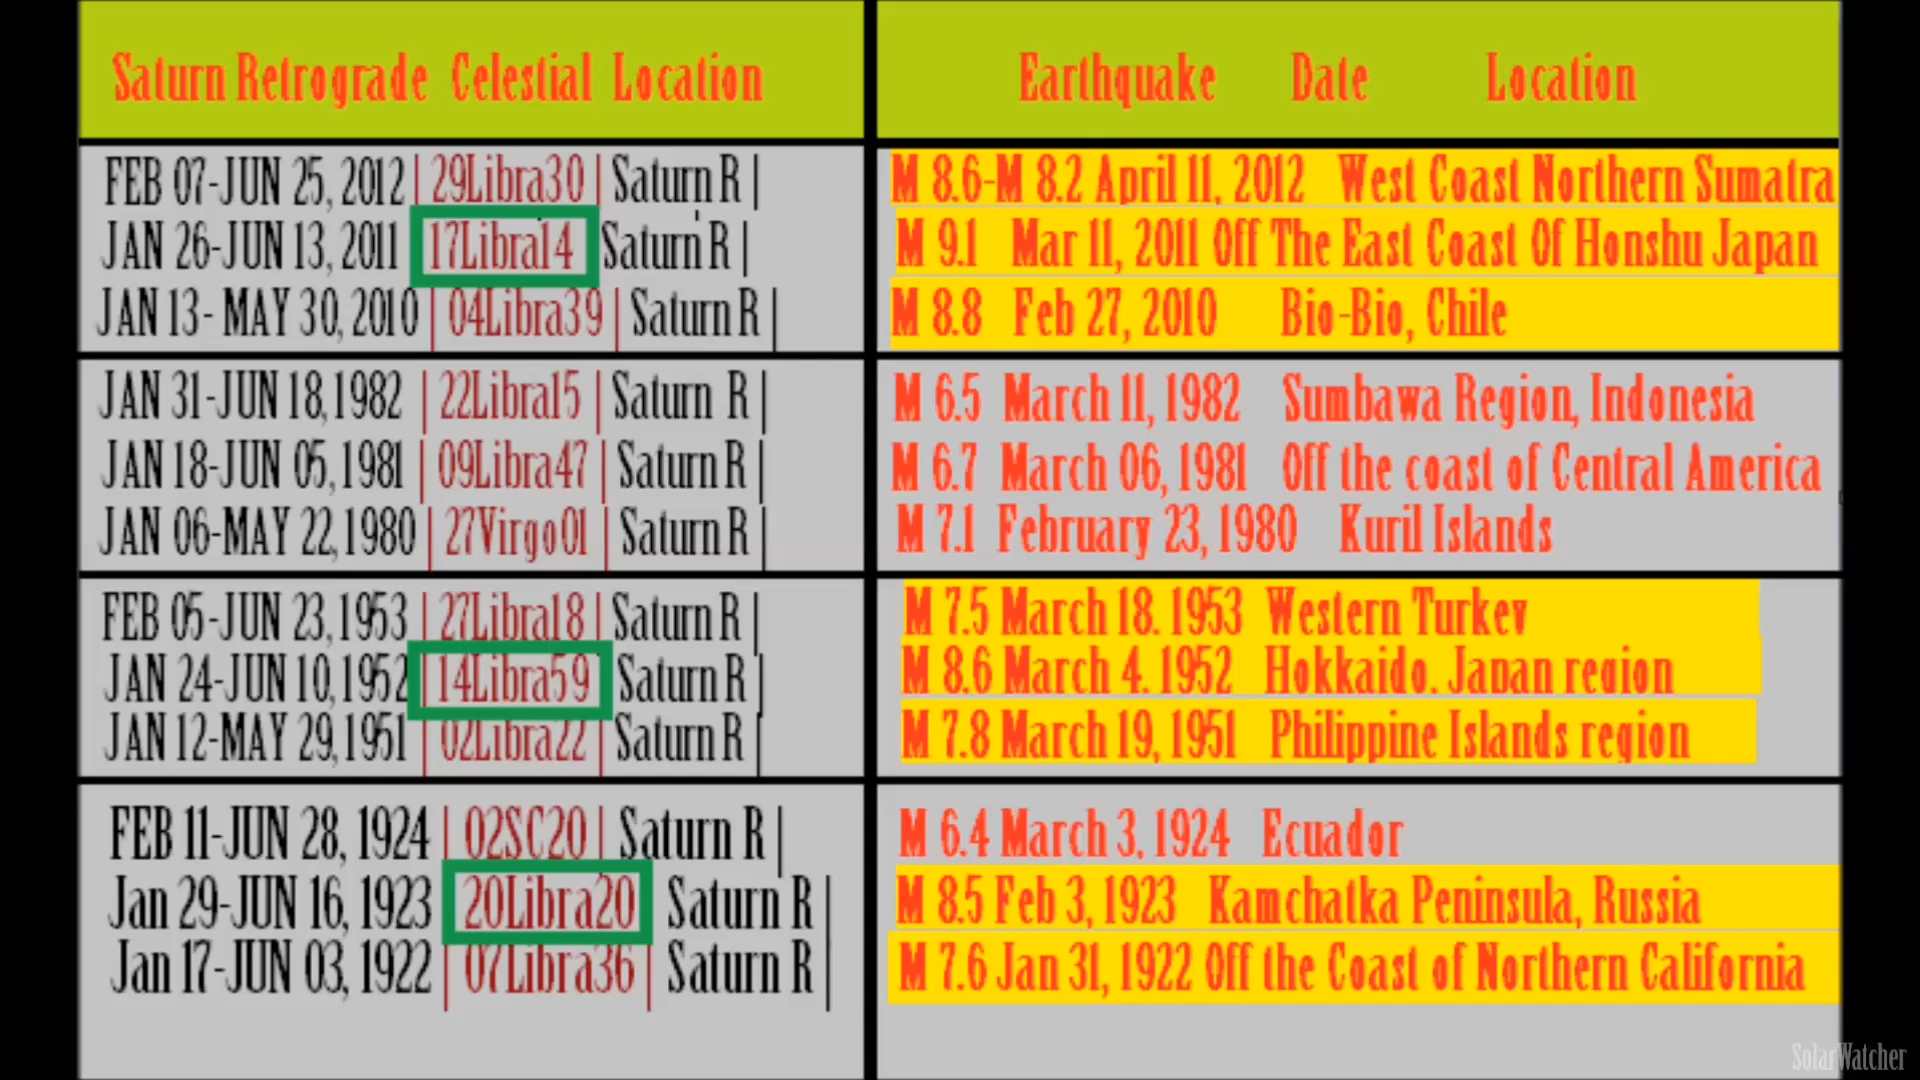 Saturn Retrograde Celestial Location Earthquake Date Location
FEB 07-JUN 25, 2012 | 29Libra30 | Saturn R | M 8.6-M 8.2 April 11, 2012 West Coast Northern Sumatra
JAN 26-JUN 13, 2011 17Libra14 Saturn R | M 9.1 Mar 11, 2011 Off The East Coast Of Honshu Japan
JAN 13- MAY 30, 2010 | 04Libra39 | Saturn R | M 8.8 Feb 27, 2010 Bio-Bio, Chile
JAN 31-JUN 18,1982 | 22Libra15 | Saturn R | M 6.5 March 11, 1982 Sumbawa Region, Indonesia
JAN 18-JUN 05,1981 | 09Libra47 | Saturn R | M 6.7 March 06, 1981 Off the coast of Central America
JAN 06-MAY 22,1980 | 27Virgo01 | Saturn R | M 7.1 February 23, 1980 Kuril Islands
FEB 05-JUN 23,1953 | 27Libra18 | Saturn R | M 7.5 March 18. 1953 Western Turkey
JAN 24-JUN 10,1952 | 14Libra59 Saturn R | M 8.6 March 4. 1952 Hokkaido. Japan region
JAN 12-MAY 29,1951 | 02Libra22 | Saturn R | M 7.8 March 19, 1951 Philippine Islands region
FEB 11-JUN 28, 1924 | 02SC20 | Saturn R | M 6.4 March 3, 1924 Ecuador
Jan 29-JUN 16, 1923 20Libra20 Saturn R | M 8.5 Feb 3, 1923 Kamchatka Peninsula, Russia
Jan 17-JUN 03, 1922 | 07Libra36 | Saturn R | M 7.6 Jan 31, 1922 Off the Coast of Northern California
SolarWatcher